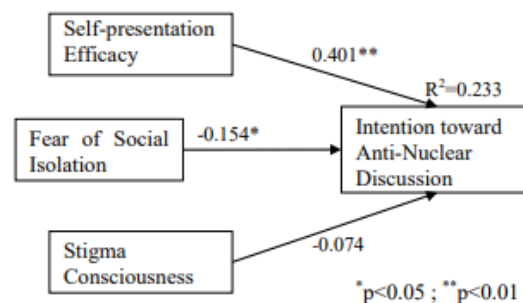 Self-presentation
Efficacy
0.401**
R²=0.233
Fear of Social
Isolation
-0.154*
Intention toward
Anti-Nuclear
Discussion
Stigma
Consciousness
-0.074
*p<0.05 ; **p<0.01